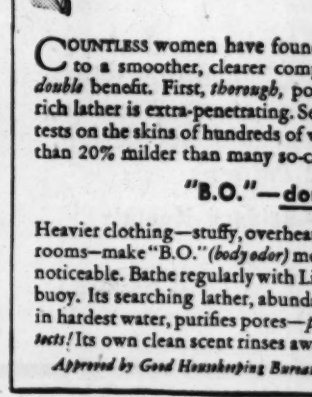 COUNTLESS women have foun
to a smoother, clearer com
double benefit. First, thorough, po
rich lather is extra-penetrating. Sc
tests on the skins of hundreds of w
than 20% milder than many so-c
"B.O."—do
Heavier clothing—stuffy, overhea
rooms—make "B.O." (body odor) mo
noticeable. Bathe regularly with Li
buoy. Its searching lather, abund
in hardest water, purifies pores—p
tects! Its own clean scent rinses aw
Approved by Good Housekeeping Burea